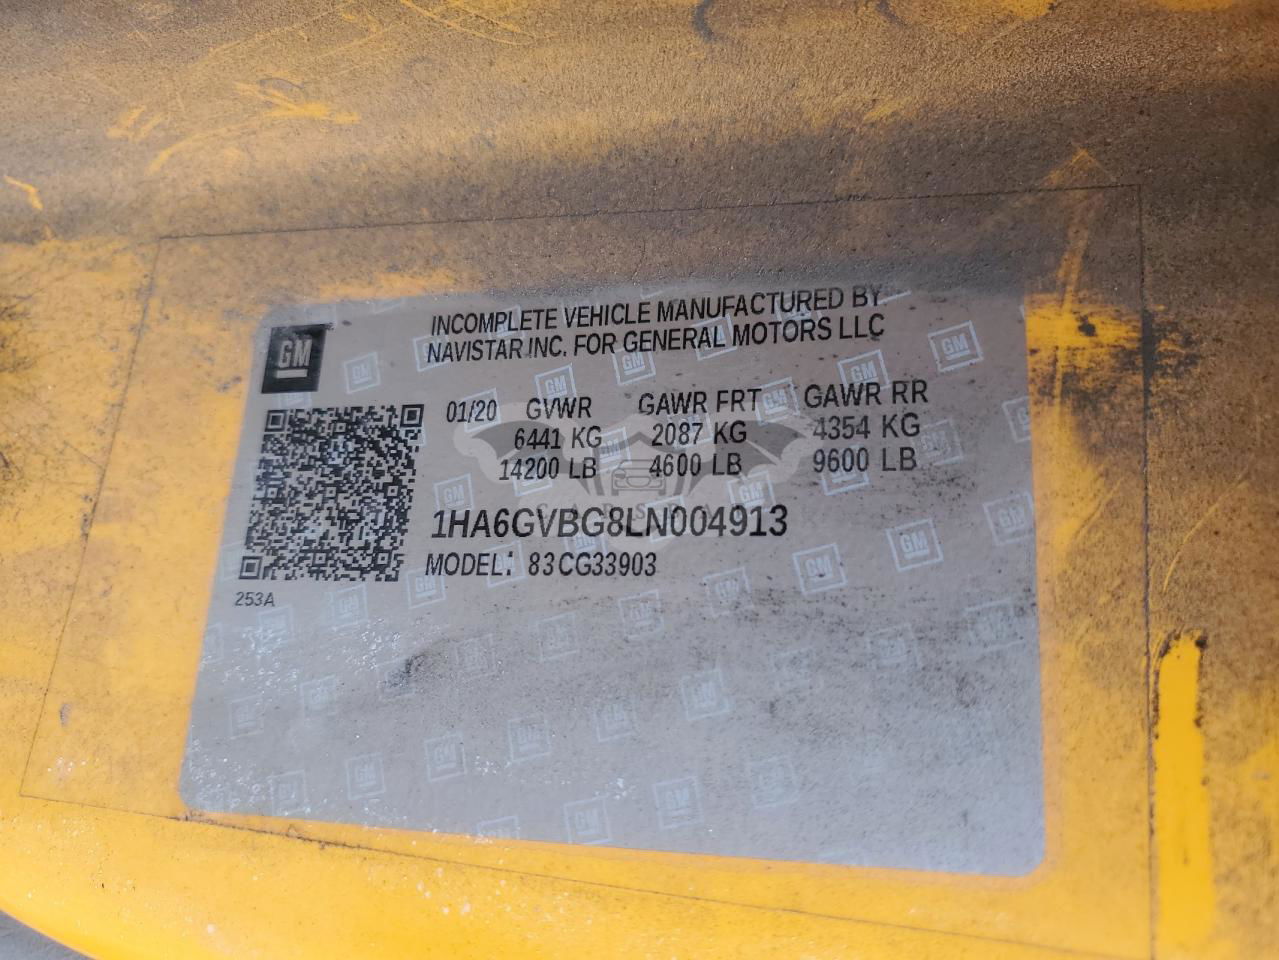 INCOMPLETE VEHICLE MANUFACTURED BY
NAVISTAR INC. FOR GENERAL MOTORS LLC
GM
01/20 GVWR GAWR FRT GAWR RR
6441 KG 2087 KG 4354 KG
14200 LB 4600 LB 9600 LB
1HA6GVBG8LN004913
MODEL: 83CG33903
253A